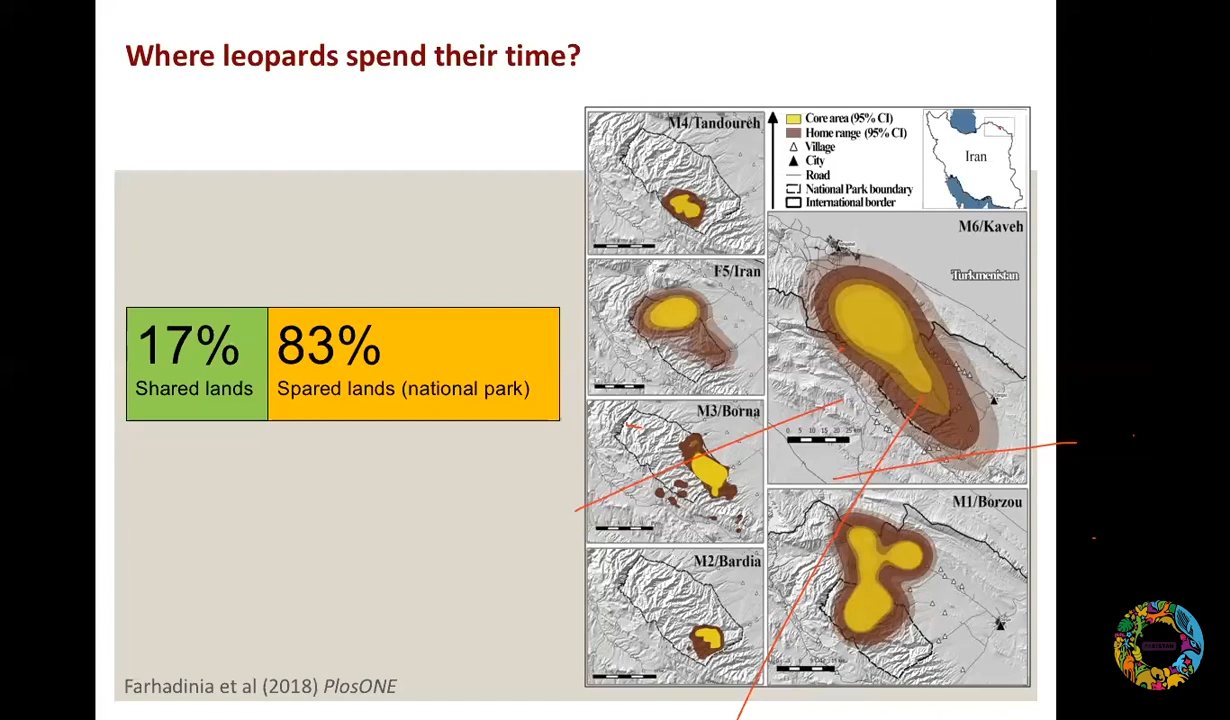 Where leopards spend their time?
17%
Shared lands
83%
Spared lands (national park)
Farhadinia et al (2018) PlosONE
M4/Tandoureh
F5/Iran
M3/Borna
M2/Bardia
Core area (95% CI)
Home range (95% CI)
Village
City
Road
National Park boundary
International border
Iran
M6/Kaveh
Turkmenistan
M1/Borzou